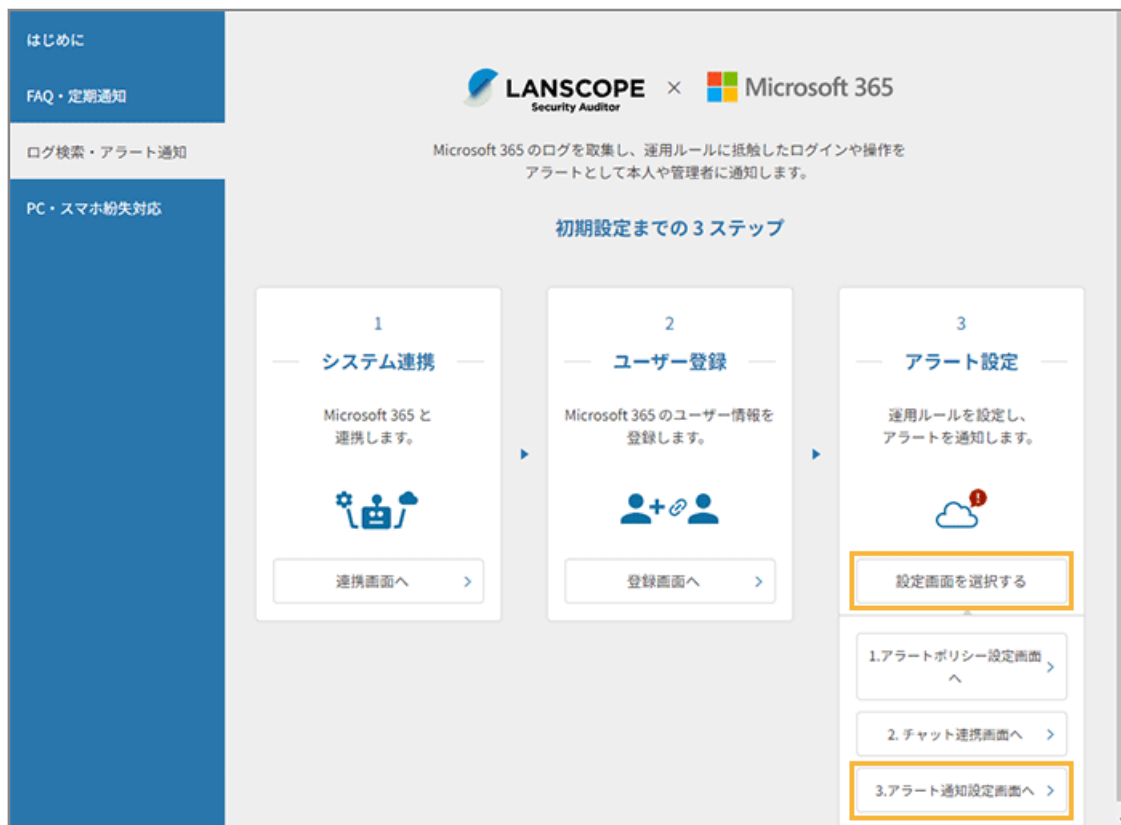 はじめに
FAQ・定期通知
ログ検索・アラート通知
PC・スマホ紛失対応
LANSCOPE Security Auditor × Microsoft 365
Microsoft 365 のログを取集し、運用ルールに抵触したログインや操作を
アラートとして本人や管理者に通知します。
初期設定までの 3 ステップ
1
システム連携
Microsoft 365 と
連携します。
連携画面へ
2
ユーザー登録
Microsoft 365 のユーザー情報を
登録します。
登録画面へ
3
アラート設定
運用ルールを設定し、
アラートを通知します。
設定画面を選択する
1.アラートポリシー設定画面
へ
2. チャット連携画面へ
3.アラート通知設定画面へ